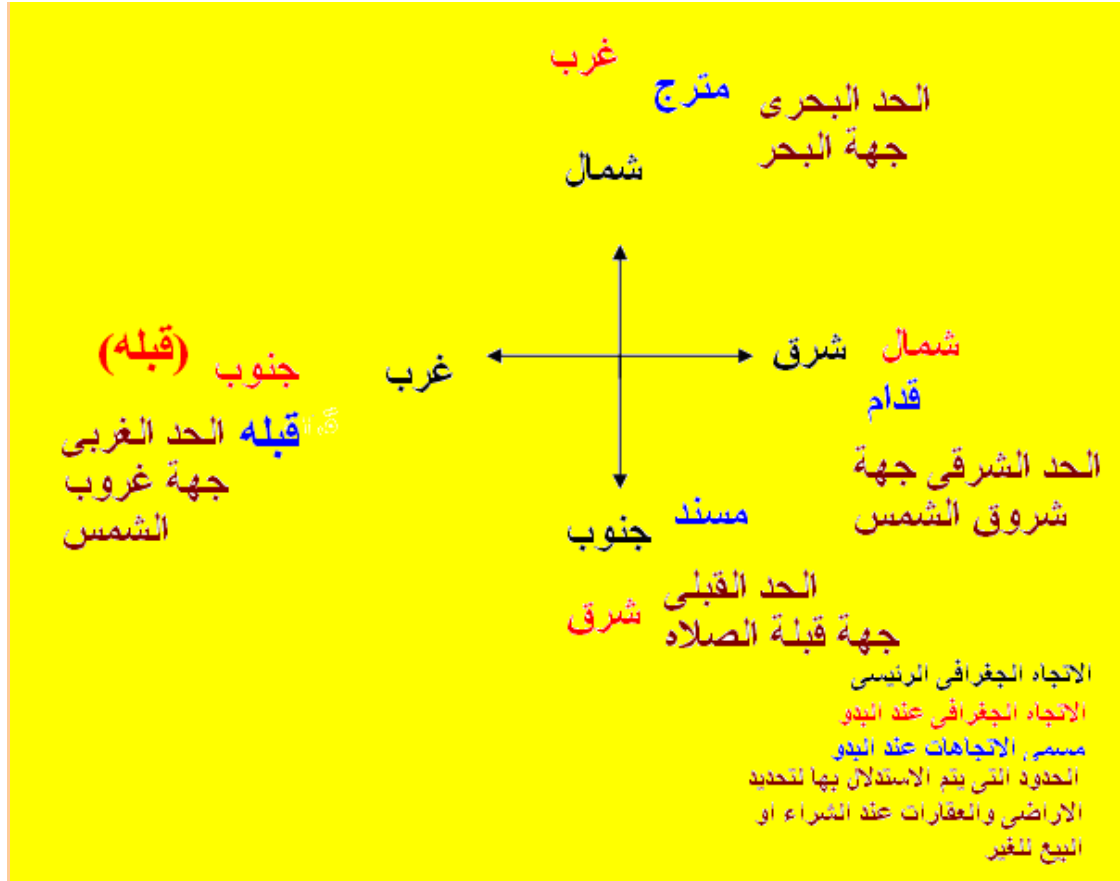 غرب
مترج
الحد البحرى
جهة البحر
شمال
شرق
شمال
قدام
الحد الشرقى جهة
شروق الشمس
غرب
جنوب
(قبله)
قبله
الحد الغربى
جهة غروب
الشمس
مسند
جنوب
الحد القبلى
جهة قبلة الصلاه
شرق
الاتجاه الجغرافى الرئيسى
الاتجاه الجغرافى عند البدو
مسمى الاتجاهات عند البدو
الحدود التى يتم الاستدلال بها لتحديد
الاراضى والعقارات عند الشراء او
البيع للغير